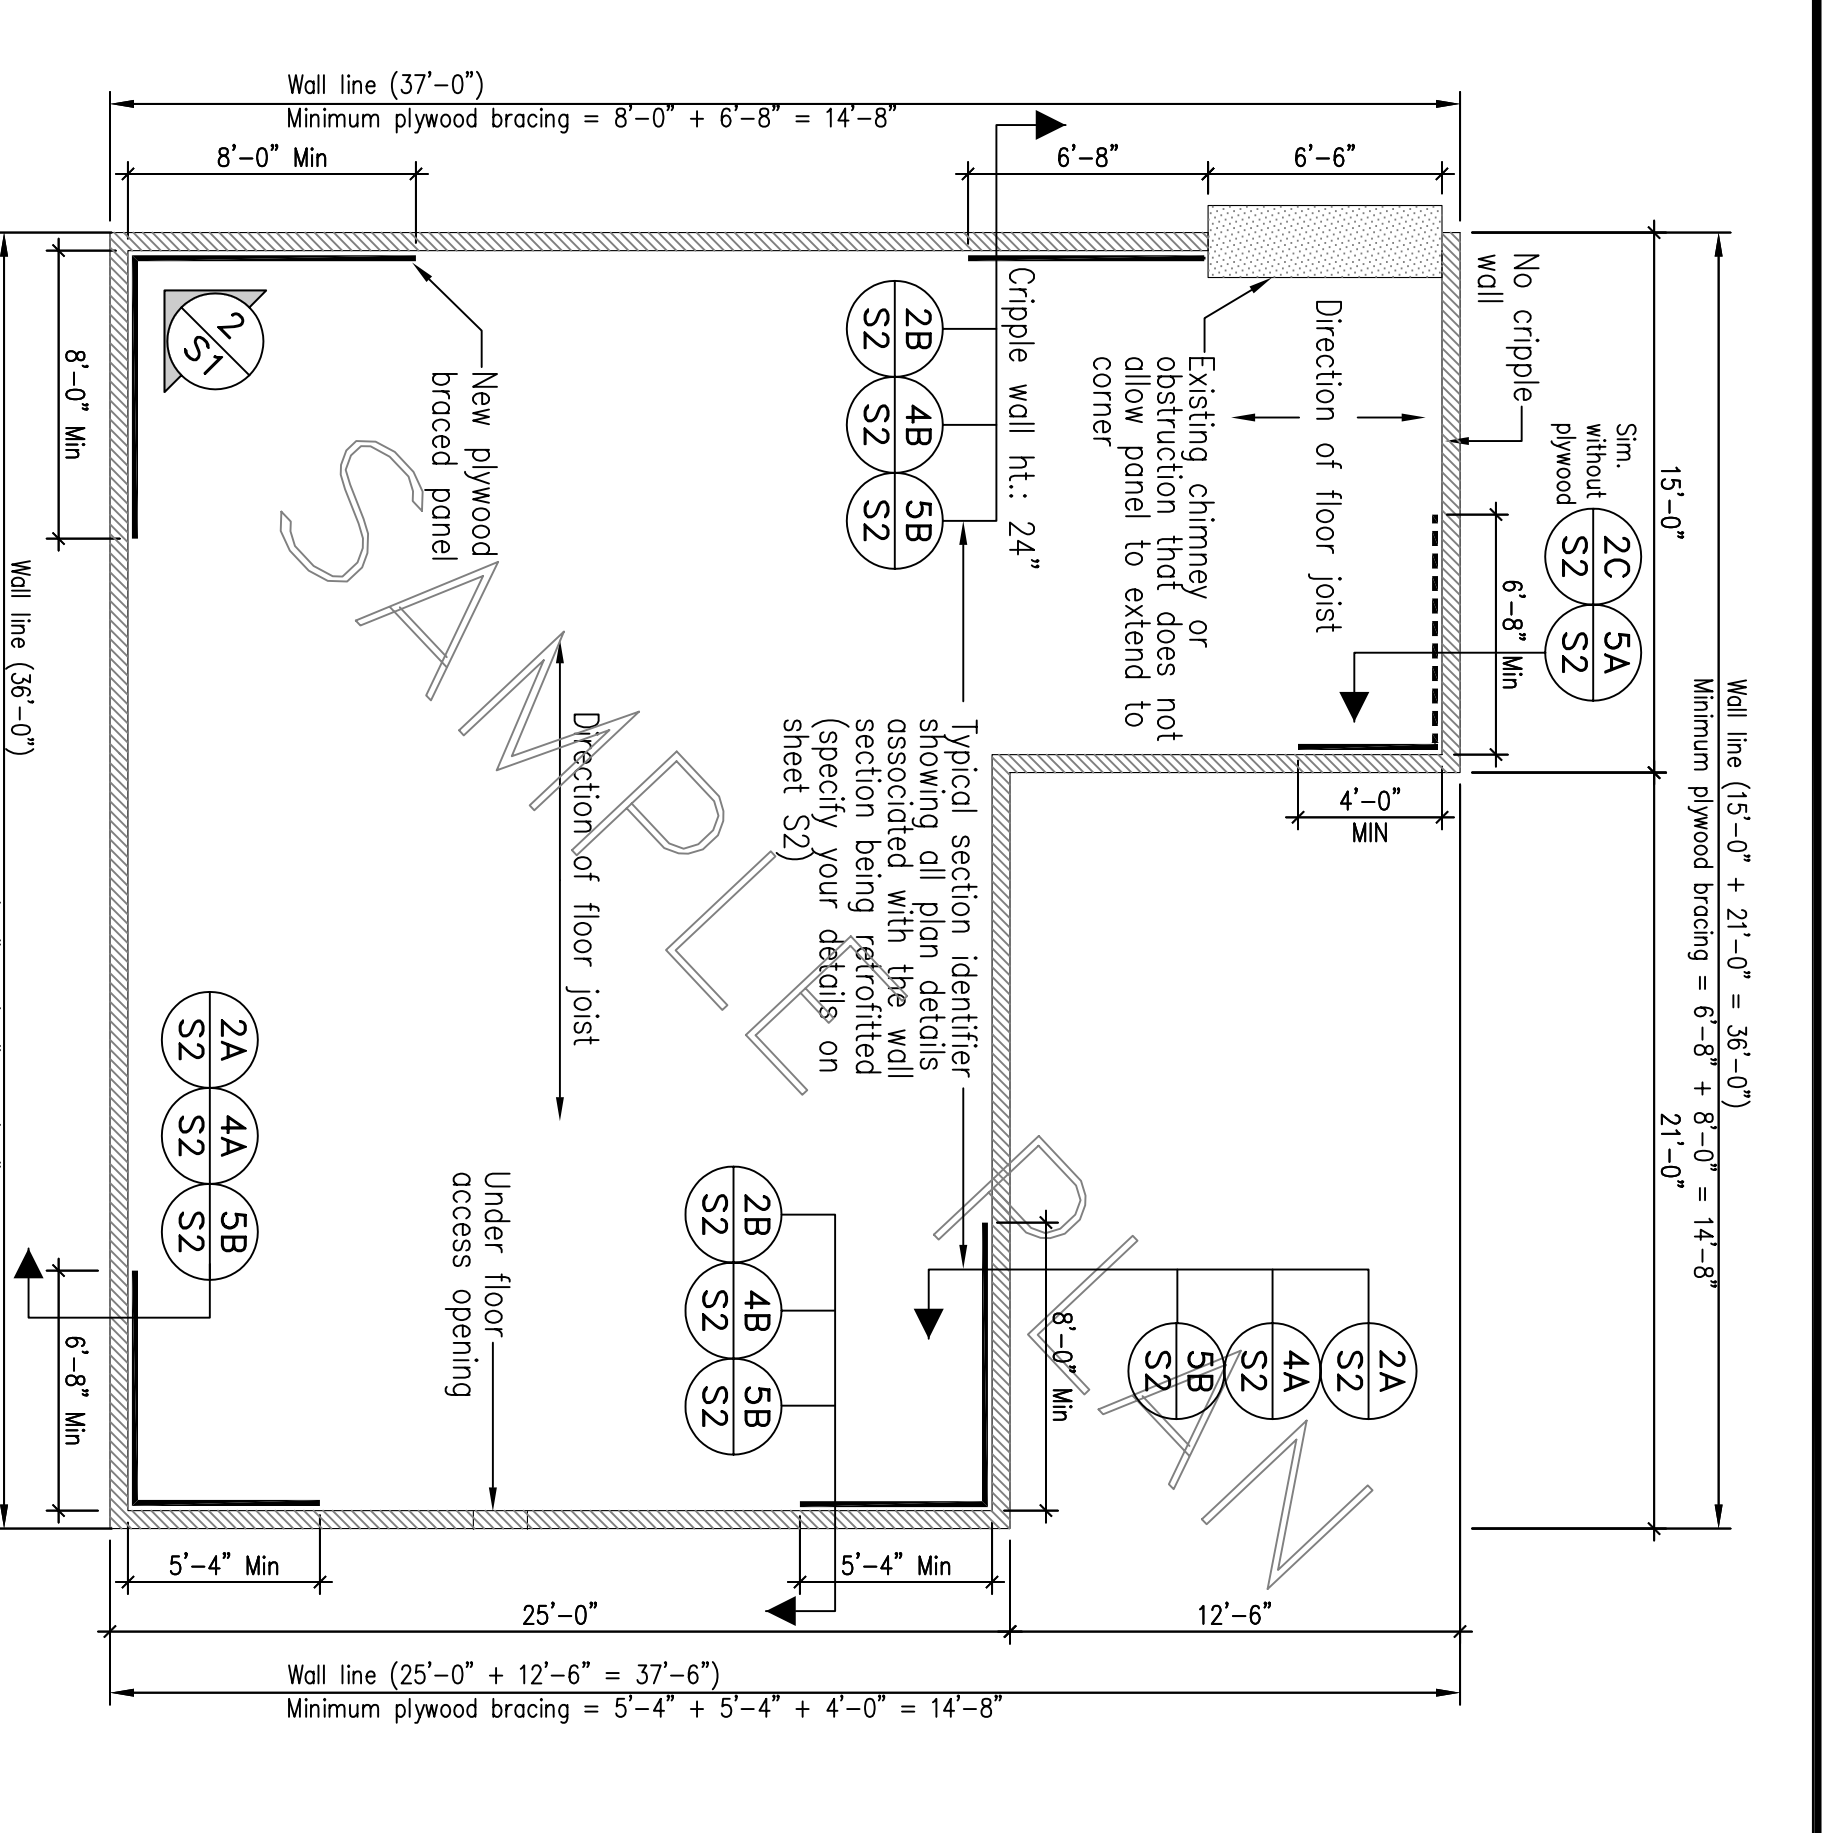 Wall line (37'-0")
Minimum plywood bracing = 8'-0" + 6'-8" = 14'-8"
8'-0" Min
6'-8"
6'-6"
No cripple
wall
Sim.
without
plywood
2C
S2
5A
S2
15'-0"
21'-0"
Wall line (15'-0" + 21'-0" = 36'-0")
Minimum plywood bracing = 6'-8" + 8'-0" = 14'-8"
6'-8" Min
4'-0"
MIN
Direction of floor joist
Existing chimney or
obstruction that does not
allow panel to extend to
corner
Cripple wall ht.: 24"
2B
S2
4B
S2
5B
S2
New plywood
braced panel
2
S1
8'-0" Min
Wall line (36'-0")
Typical section identifier
showing all plan details
associated with the wall
section being retrofitted
(specify your details on
sheet S2)
Direction of floor joist
SAMPLE PLAN
2A
S2
4A
S2
5B
S2
8'-0" Min
2A
S2
4A
S2
5B
S2
2B
S2
4B
S2
5B
S2
Under floor
access opening
6'-8" Min
5'-4" Min
5'-4" Min
25'-0"
12'-6"
Wall line (25'-0" + 12'-6" = 37'-6")
Minimum plywood bracing = 5'-4" + 5'-4" + 4'-0" = 14'-8"